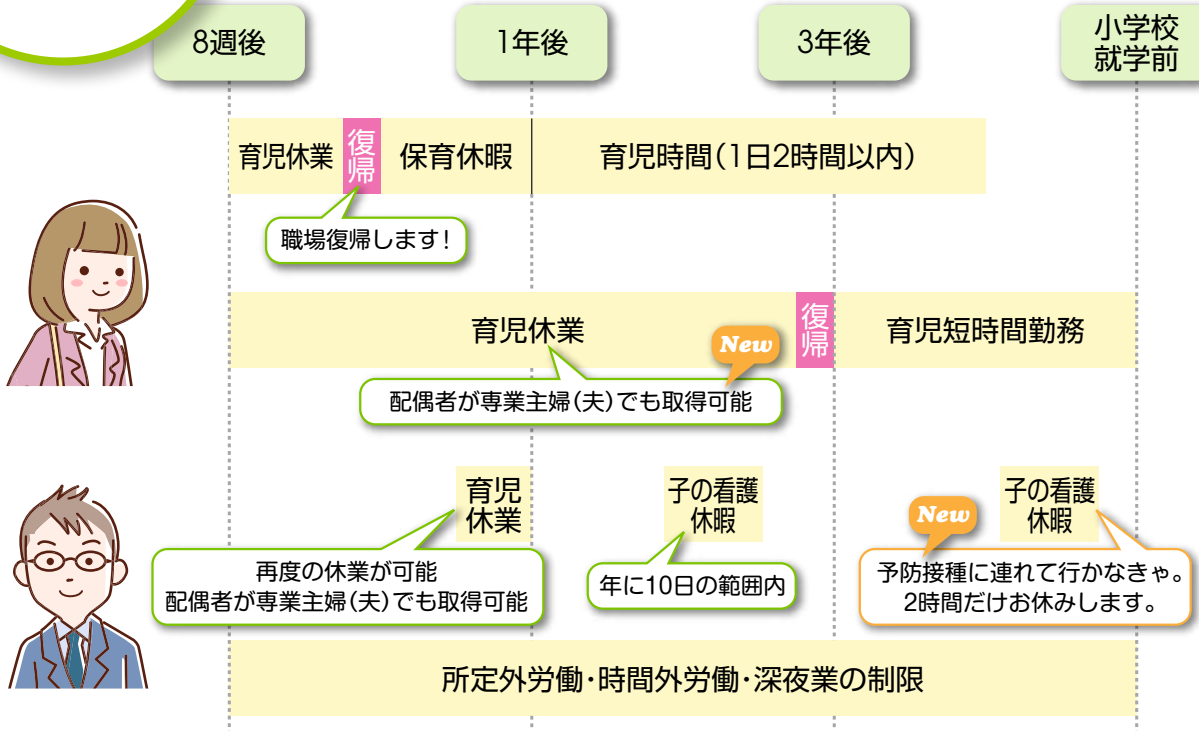 8週後
1年後
3年後
小学校
就学前
育児休業
復帰
保育休暇
育児時間(1日2時間以内)
職場復帰します!
育児休業
復帰
育児短時間勤務
New
配偶者が専業主婦(夫)でも取得可能
育児
休業
子の看護
休暇
子の看護
休暇
New
再度の休業が可能
配偶者が専業主婦(夫)でも取得可能
年に10日の範囲内
予防接種に連れて行かなきゃ。
2時間だけお休みします。
所定外労働・時間外労働・深夜業の制限